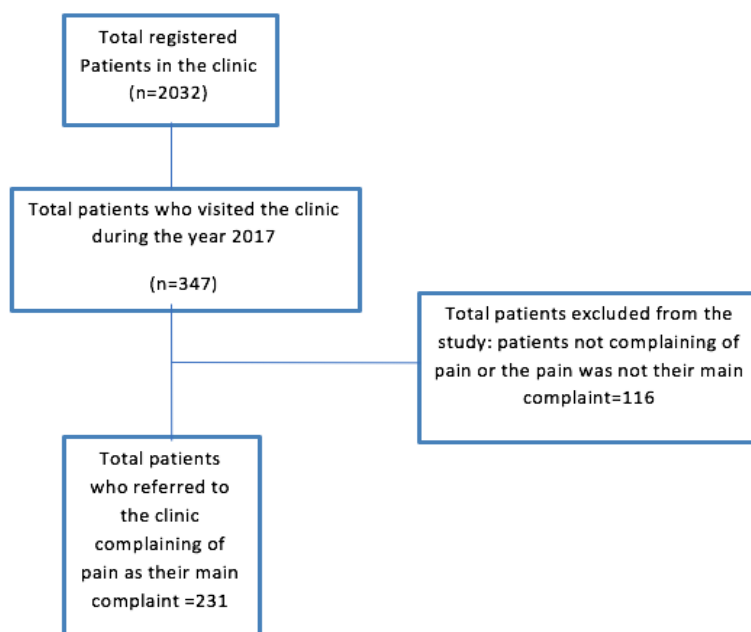 Total registered
Patients in the clinic
(n=2032)
Total patients who visited the clinic
during the year 2017
(n=347)
Total patients excluded from the
study: patients not complaining of
pain or the pain was not their main
complaint=116
Total patients
who referred to
the clinic
complaining of
pain as their main
complaint =231